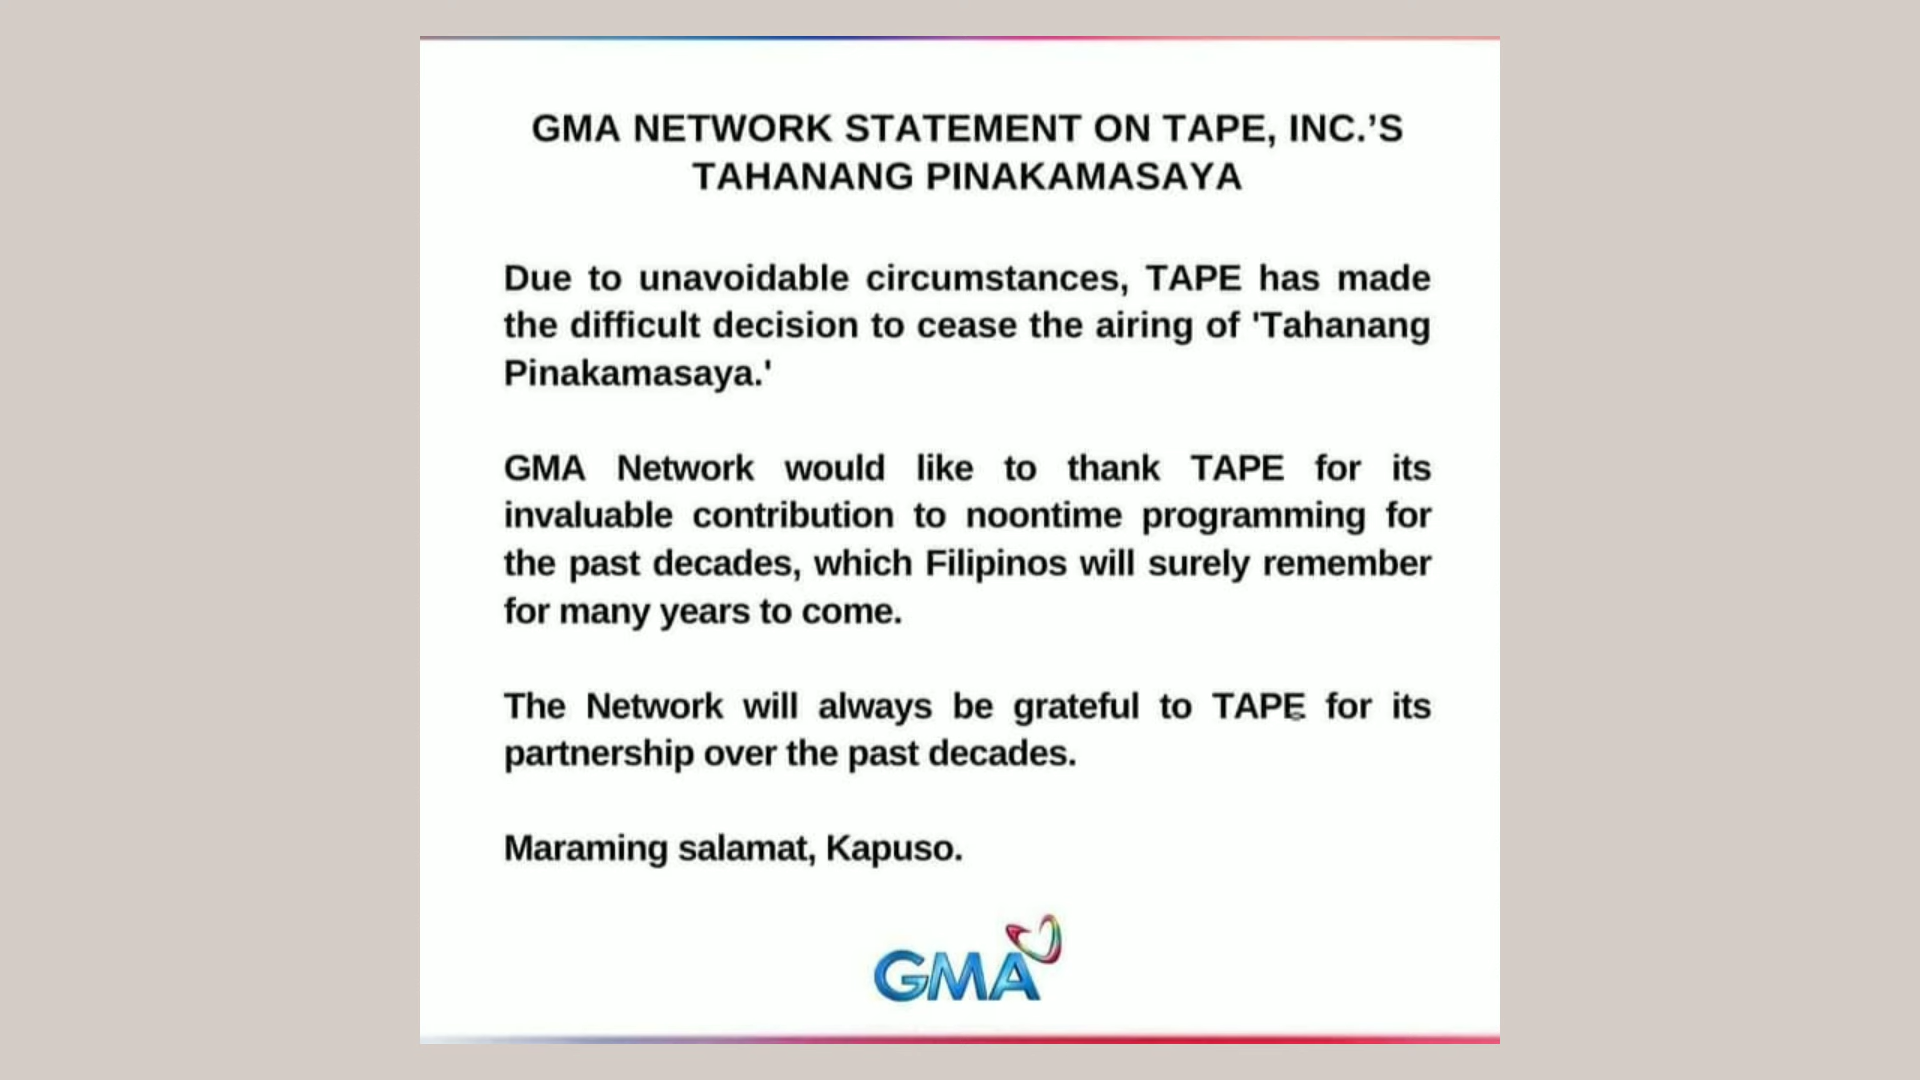 GMA NETWORK STATEMENT ON TAPE, INC.’S
TAHANANG PINAKAMASAYA
Due to unavoidable circumstances, TAPE has made
the difficult decision to cease the airing of 'Tahanang
Pinakamasaya.'
GMA Network would like to thank TAPE for its
invaluable contribution to noontime programming for
the past decades, which Filipinos will surely remember
for many years to come.
The Network will always be grateful to TAPE for its
partnership over the past decades.
Maraming salamat, Kapuso.
GMA